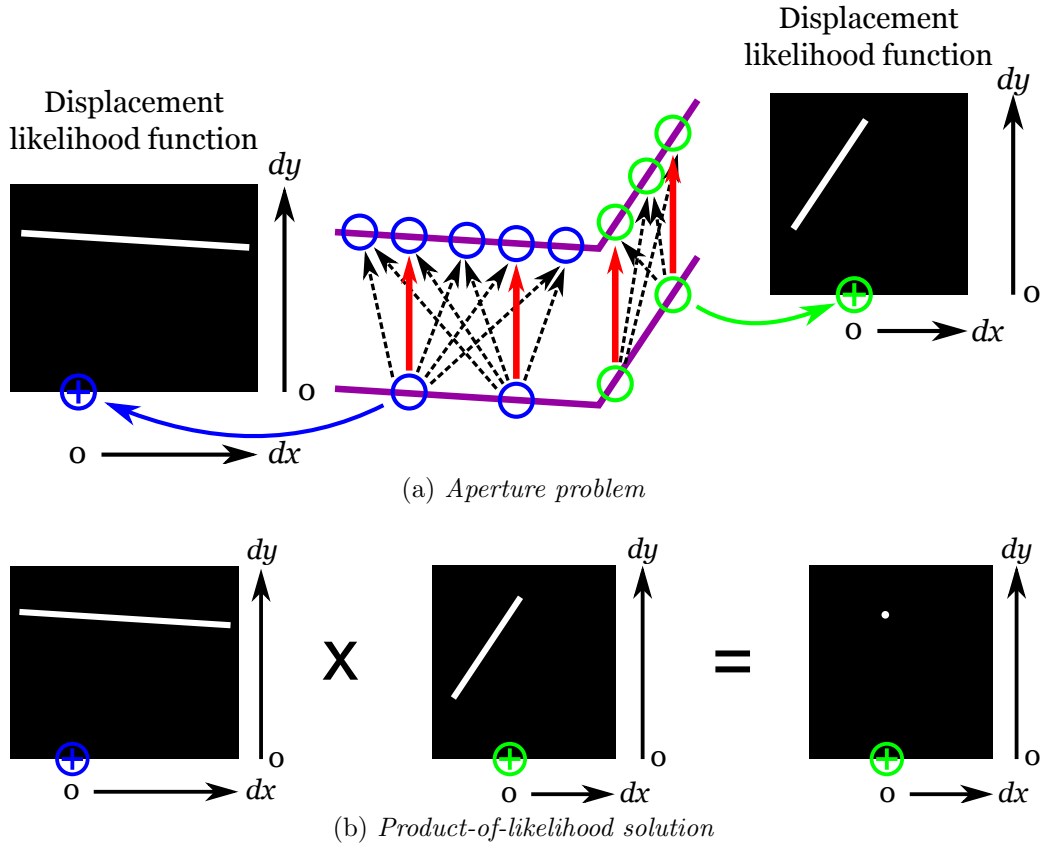 Displacement
likelihood function
dy
o
o
dx
Displacement
likelihood function
dy
o
o
dx
(a) Aperture problem
dy
o
o
dx
x
dy
o
o
dx
=
dy
o
o
dx
(b) Product-of-likelihood solution